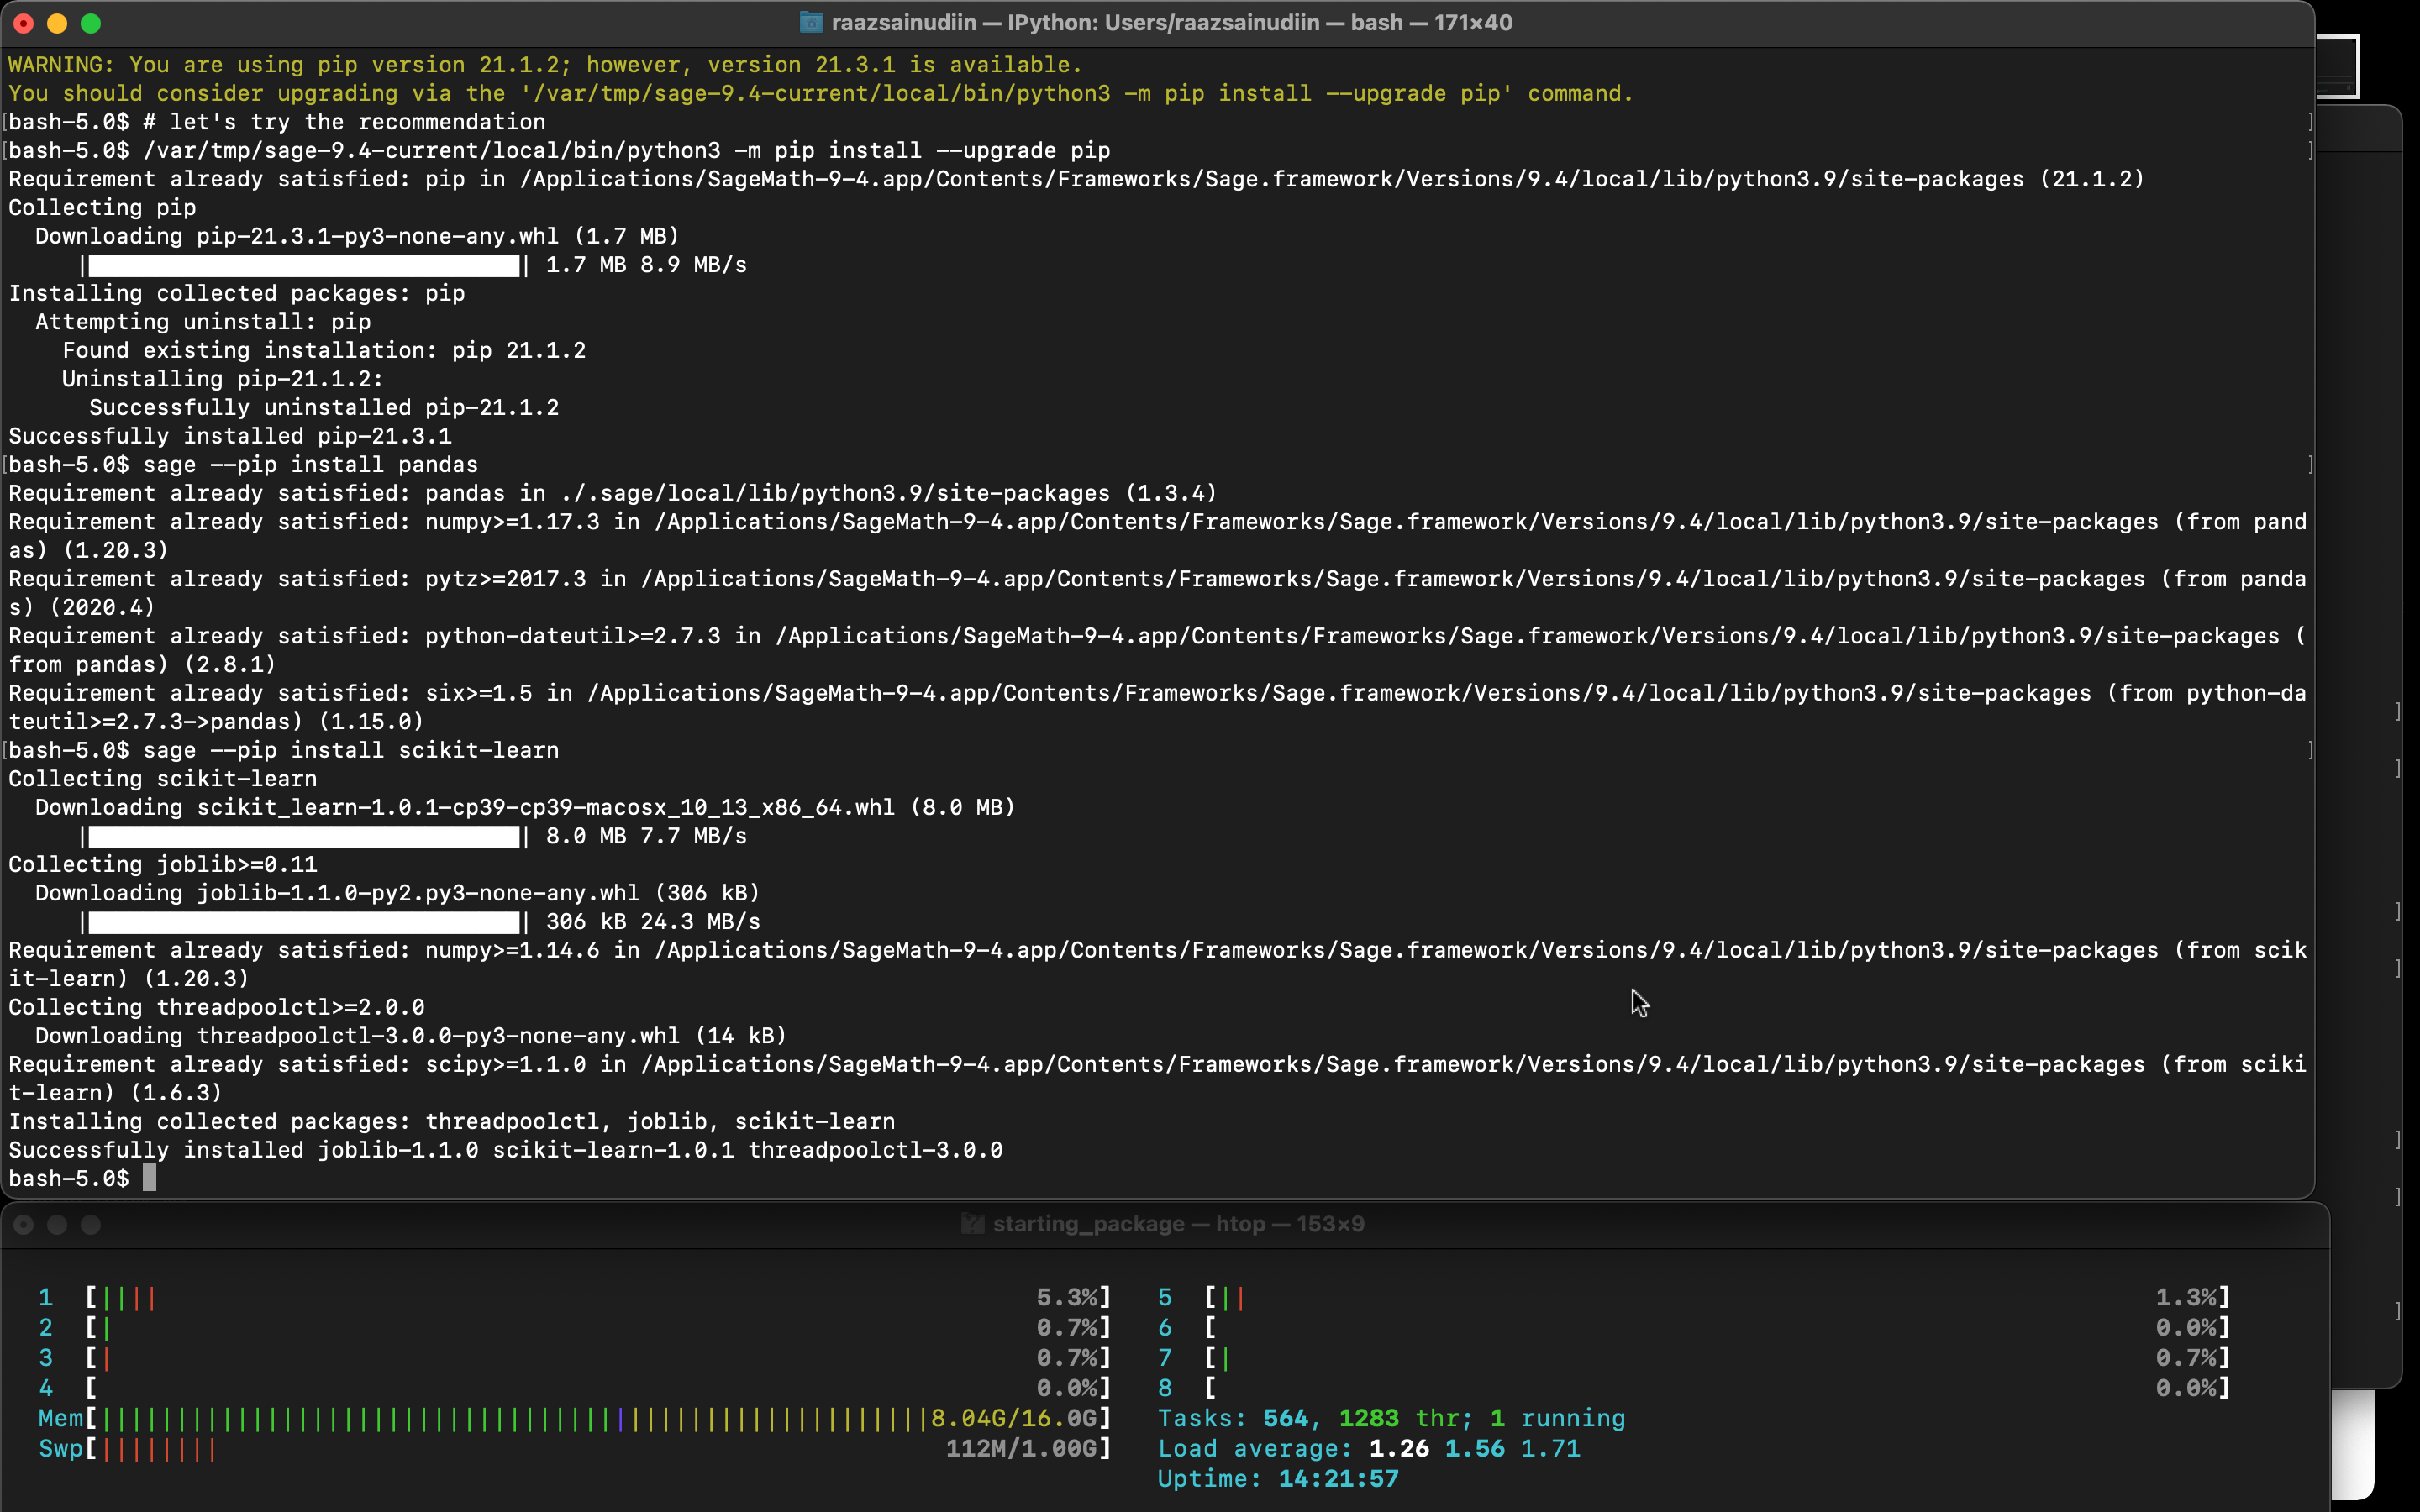 raazsainudiin — IPython: Users/raazsainudiin — bash — 171×40
WARNING: You are using pip version 21.1.2; however, version 21.3.1 is available.
You should consider upgrading via the '/var/tmp/sage-9.4-current/local/bin/python3 -m pip install --upgrade pip' command.
[bash-5.0$ # let's try the recommendation ]
[bash-5.0$ /var/tmp/sage-9.4-current/local/bin/python3 -m pip install --upgrade pip ]
Requirement already satisfied: pip in /Applications/SageMath-9-4.app/Contents/Frameworks/Sage.framework/Versions/9.4/local/lib/python3.9/site-packages (21.1.2)
Collecting pip
  Downloading pip-21.3.1-py3-none-any.whl (1.7 MB)
     || 1.7 MB 8.9 MB/s
Installing collected packages: pip
  Attempting uninstall: pip
    Found existing installation: pip 21.1.2
    Uninstalling pip-21.1.2:
      Successfully uninstalled pip-21.1.2
Successfully installed pip-21.3.1
[bash-5.0$ sage --pip install pandas ]
Requirement already satisfied: pandas in ./.sage/local/lib/python3.9/site-packages (1.3.4)
Requirement already satisfied: numpy>=1.17.3 in /Applications/SageMath-9-4.app/Contents/Frameworks/Sage.framework/Versions/9.4/local/lib/python3.9/site-packages (from pand
as) (1.20.3)
Requirement already satisfied: pytz>=2017.3 in /Applications/SageMath-9-4.app/Contents/Frameworks/Sage.framework/Versions/9.4/local/lib/python3.9/site-packages (from panda
s) (2020.4)
Requirement already satisfied: python-dateutil>=2.7.3 in /Applications/SageMath-9-4.app/Contents/Frameworks/Sage.framework/Versions/9.4/local/lib/python3.9/site-packages (
from pandas) (2.8.1)
Requirement already satisfied: six>=1.5 in /Applications/SageMath-9-4.app/Contents/Frameworks/Sage.framework/Versions/9.4/local/lib/python3.9/site-packages (from python-da
teutil>=2.7.3->pandas) (1.15.0)
[bash-5.0$ sage --pip install scikit-learn ]
Collecting scikit-learn
  Downloading scikit_learn-1.0.1-cp39-cp39-macosx_10_13_x86_64.whl (8.0 MB)
     || 8.0 MB 7.7 MB/s
Collecting joblib>=0.11
  Downloading joblib-1.1.0-py2.py3-none-any.whl (306 kB)
     || 306 kB 24.3 MB/s
Requirement already satisfied: numpy>=1.14.6 in /Applications/SageMath-9-4.app/Contents/Frameworks/Sage.framework/Versions/9.4/local/lib/python3.9/site-packages (from scik
it-learn) (1.20.3)
Collecting threadpoolctl>=2.0.0
  Downloading threadpoolctl-3.0.0-py3-none-any.whl (14 kB)
Requirement already satisfied: scipy>=1.1.0 in /Applications/SageMath-9-4.app/Contents/Frameworks/Sage.framework/Versions/9.4/local/lib/python3.9/site-packages (from sciki
t-learn) (1.6.3)
Installing collected packages: threadpoolctl, joblib, scikit-learn
Successfully installed joblib-1.1.0 scikit-learn-1.0.1 threadpoolctl-3.0.0
bash-5.0$
starting_package — htop — 153×9
1 [|||| 5.3%] 5 [|| 1.3%]
2 [| 0.7%] 6 [ 0.0%]
3 [| 0.7%] 7 [| 0.7%]
4 [ 0.0%] 8 [ 0.0%]
Mem[|||||||||||||||||||||||||||||||||||||||||||||||||||||||8.04G/16.0G] Tasks: 564, 1283 thr; 1 running
Swp[|||||||| 112M/1.00G] Load average: 1.26 1.56 1.71
Uptime: 14:21:57